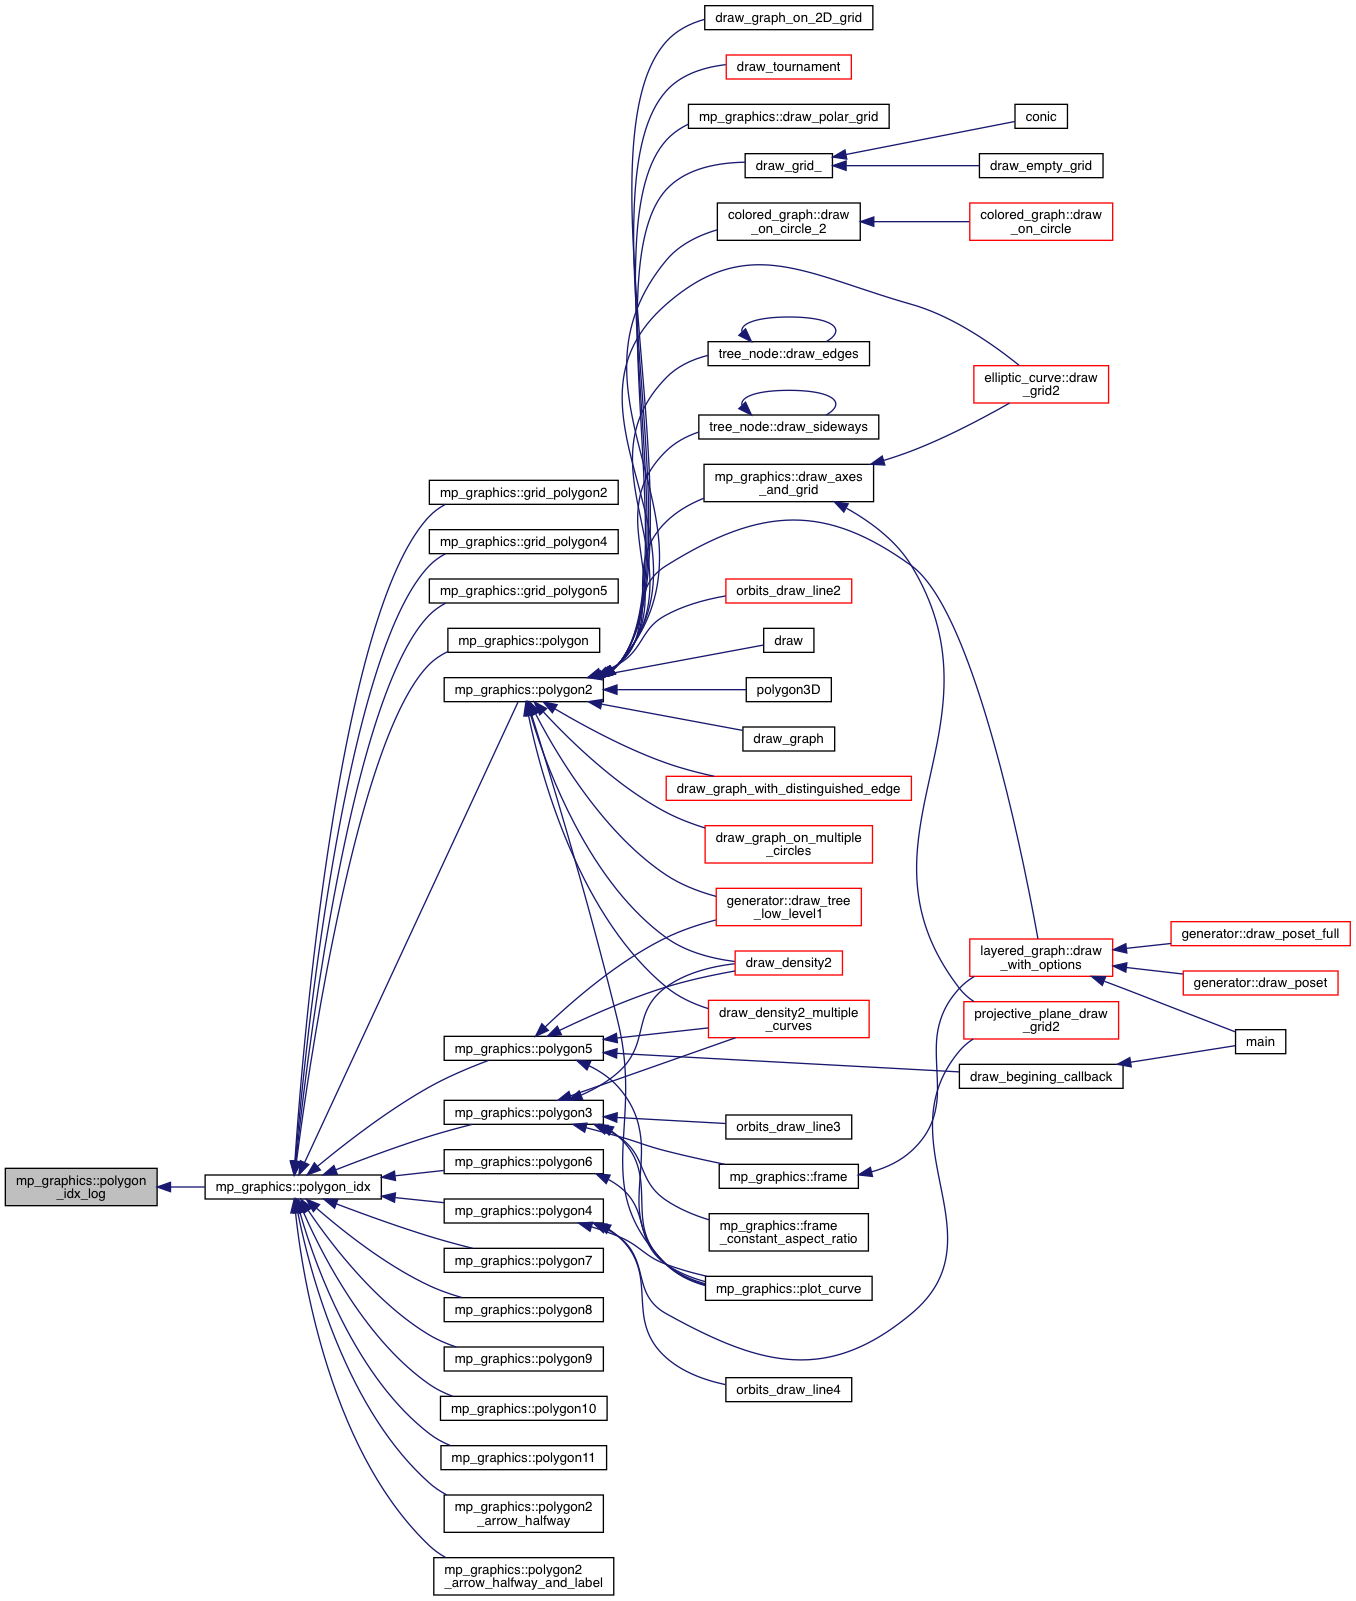 mp_graphics::polygon
_idx_log
mp_graphics::polygon_idx
mp_graphics::grid_polygon2
mp_graphics::grid_polygon4
mp_graphics::grid_polygon5
mp_graphics::polygon
mp_graphics::polygon2
mp_graphics::polygon5
mp_graphics::polygon3
mp_graphics::polygon6
mp_graphics::polygon4
mp_graphics::polygon7
mp_graphics::polygon8
mp_graphics::polygon9
mp_graphics::polygon10
mp_graphics::polygon11
mp_graphics::polygon2
_arrow_halfway
mp_graphics::polygon2
_arrow_halfway_and_label
draw_graph_on_2D_grid
draw_tournament
mp_graphics::draw_polar_grid
draw_grid_
colored_graph::draw
_on_circle_2
tree_node::draw_edges
tree_node::draw_sideways
mp_graphics::draw_axes
_and_grid
orbits_draw_line2
draw
polygon3D
draw_graph
draw_graph_with_distinguished_edge
draw_graph_on_multiple
_circles
generator::draw_tree
_low_level1
draw_density2
draw_density2_multiple
_curves
orbits_draw_line3
mp_graphics::frame
mp_graphics::frame
_constant_aspect_ratio
mp_graphics::plot_curve
orbits_draw_line4
conic
draw_empty_grid
colored_graph::draw
_on_circle
elliptic_curve::draw
_grid2
layered_graph::draw
_with_options
projective_plane_draw
_grid2
draw_begining_callback
generator::draw_poset_full
generator::draw_poset
main